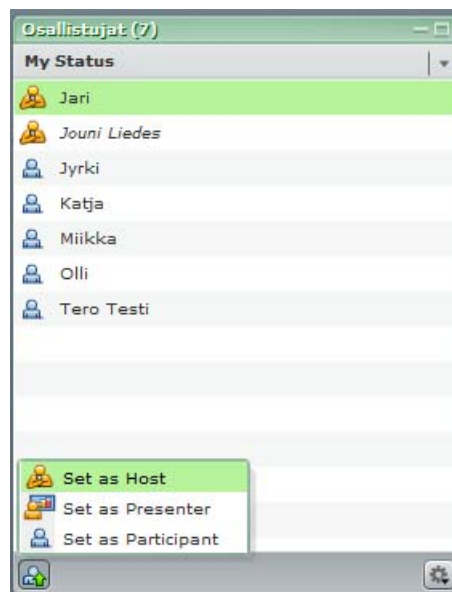 Osallistujat (7)
My Status
Jari
Jouni Liedes
Jyrki
Katja
Miikka
Olli
Tero Testi
Set as Host
Set as Presenter
Set as Participant